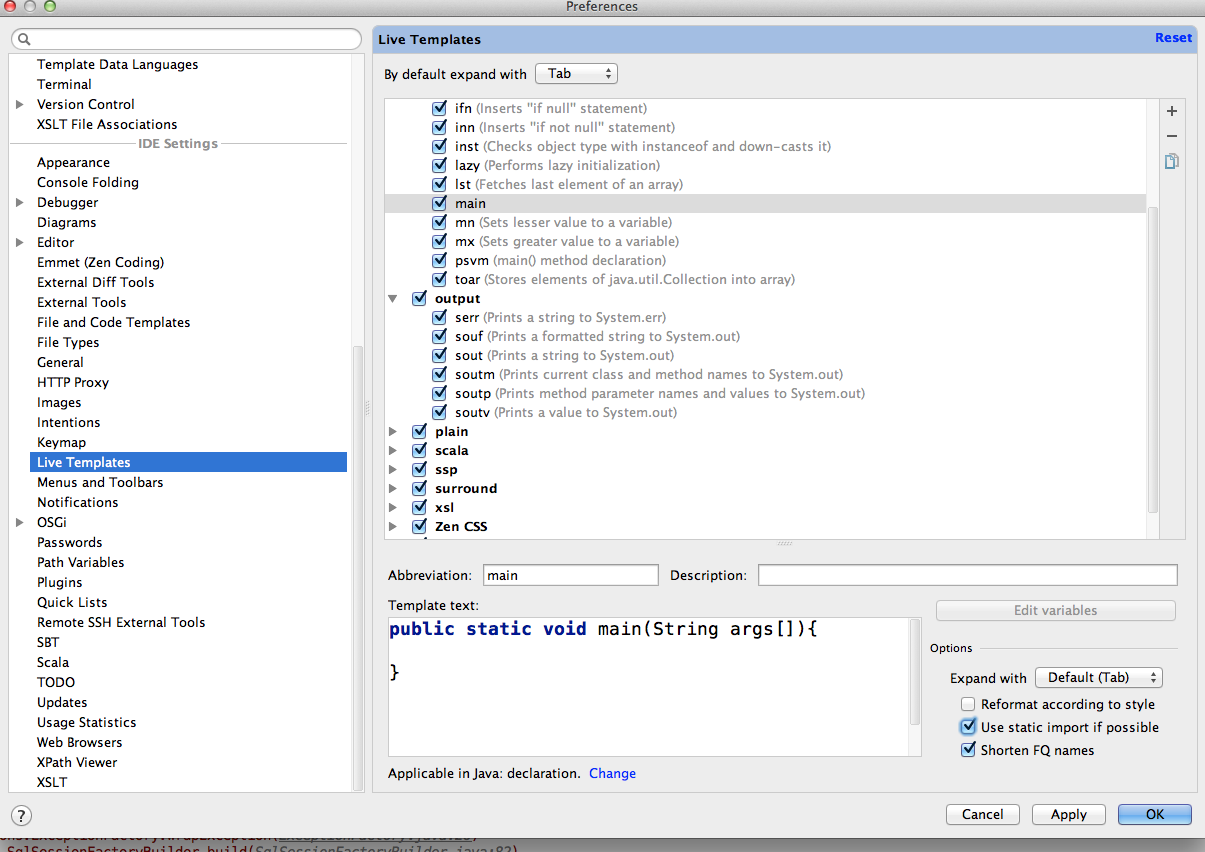 Preferences
Template Data Languages
Terminal
Version Control
XSLT File Associations
IDE Settings
Appearance
Console Folding
Debugger
Diagrams
Editor
Emmet (Zen Coding)
External Diff Tools
External Tools
File and Code Templates
File Types
General
HTTP Proxy
Images
Intentions
Keymap
Live Templates
Menus and Toolbars
Notifications
OSGi
Passwords
Path Variables
Plugins
Quick Lists
Remote SSH External Tools
SBT
Scala
TODO
Updates
Usage Statistics
Web Browsers
XPath Viewer
XSLT
Live Templates
Reset
By default expand with Tab
ifn (Inserts "if null" statement)
inn (Inserts "if not null" statement)
inst (Checks object type with instanceof and down-casts it)
lazy (Performs lazy initialization)
lst (Fetches last element of an array)
main
mn (Sets lesser value to a variable)
mx (Sets greater value to a variable)
psvm (main() method declaration)
toar (Stores elements of java.util.Collection into array)
output
serr (Prints a string to System.err)
souf (Prints a formatted string to System.out)
sout (Prints a string to System.out)
soutm (Prints current class and method names to System.out)
soutp (Prints method parameter names and values to System.out)
soutv (Prints a value to System.out)
plain
scala
ssp
surround
xsl
Zen CSS
Abbreviation: main Description:
Template text:
public static void main(String args[]){
}
Edit variables
Options
Expand with Default (Tab)
Reformat according to style
Use static import if possible
Shorten FQ names
Applicable in Java: declaration. Change
? Cancel Apply OK
SqlSessionFactoryBuilder.build(SqlSessionFactoryBuilder.java:82)